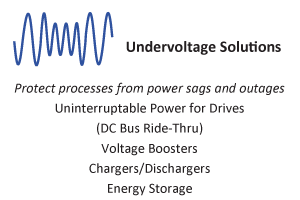 Undervoltage Solutions
Protect processes from power sags and outages
Uninterruptable Power for Drives
(DC Bus Ride-Thru)
Voltage Boosters
Chargers/Dischargers
Energy Storage